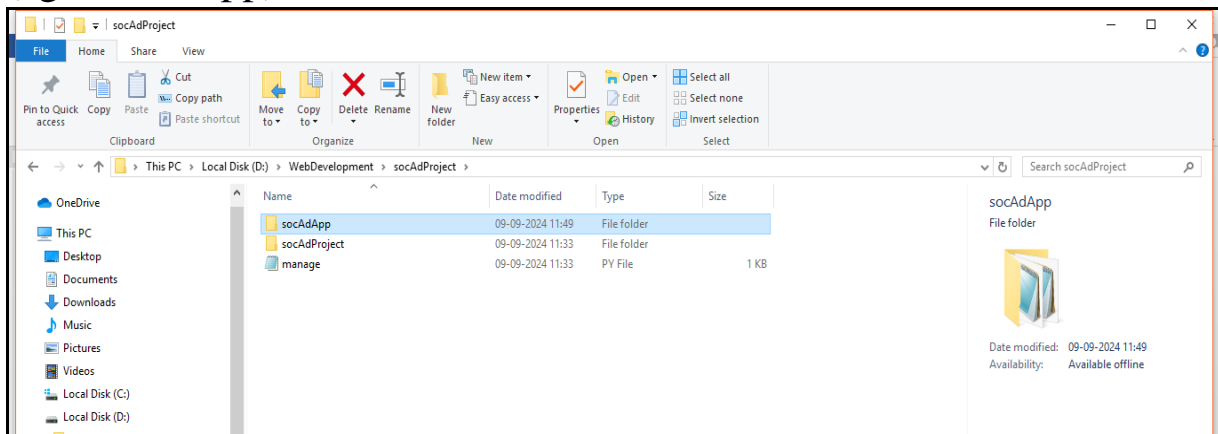 socAdProject
File Home Share View
Pin to Quick access
Copy
Paste
Cut
Copy path
Paste shortcut
Clipboard
Move to
Copy to
Delete
Rename
Organize
New folder
New item
Easy access
New
Properties
Open
Edit
History
Open
Select all
Select none
Invert selection
Select
This PC > Local Disk (D:) > WebDevelopment > socAdProject >
Search socAdProject
OneDrive
This PC
Desktop
Documents
Downloads
Music
Pictures
Videos
Local Disk (C:)
Local Disk (D:)
Name Date modified Type Size
socAdApp 09-09-2024 11:49 File folder
socAdProject 09-09-2024 11:33 File folder
manage 09-09-2024 11:33 PY File 1 KB
socAdApp
File folder
Date modified: 09-09-2024 11:49
Availability: Available offline